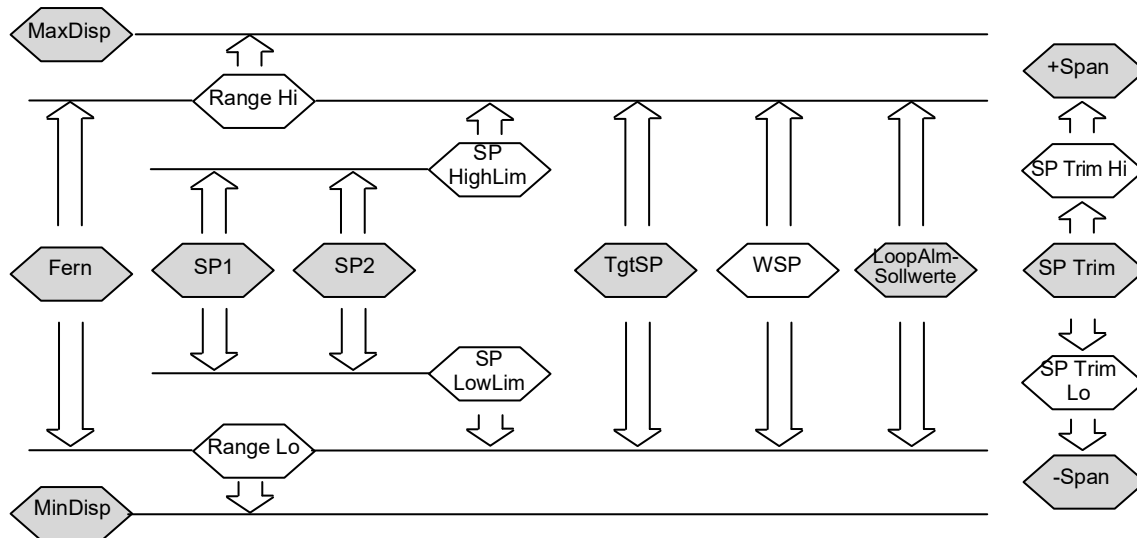 MaxDisp
+Span
Range Hi
SP
HighLim
SP Trim Hi
Fern
SP1
SP2
TgtSP
WSP
LoopAlm-
Sollwerte
SP Trim
SP
LowLim
SP Trim
Lo
Range Lo
-Span
MinDisp